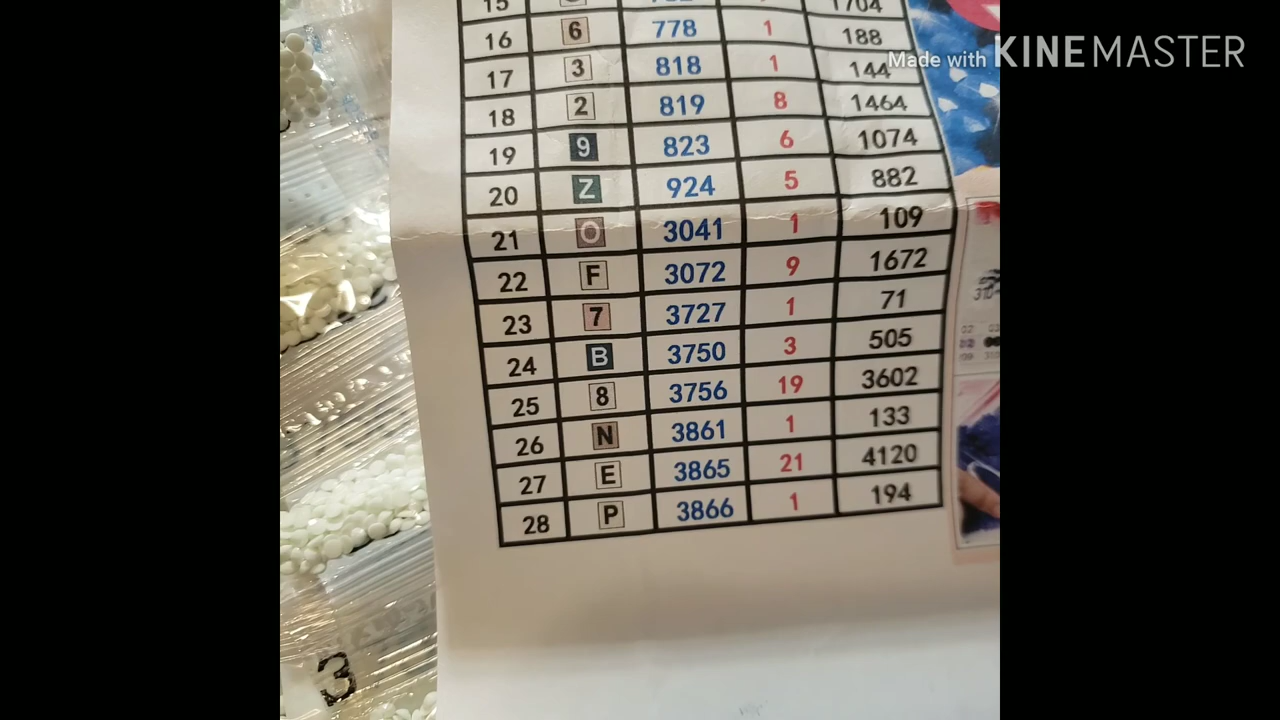 15 1704
16 6 778 1 188
Made with KINEMASTER
17 3 818 1 144
18 2 819 8 1464
19 9 823 6 1074
20 Z 924 5 882
21 O 3041 1 109
22 F 3072 9 1672
23 7 3727 1 71
24 B 3750 3 505
25 8 3756 19 3602
26 N 3861 1 133
27 E 3865 21 4120
28 P 3866 1 194
310
3